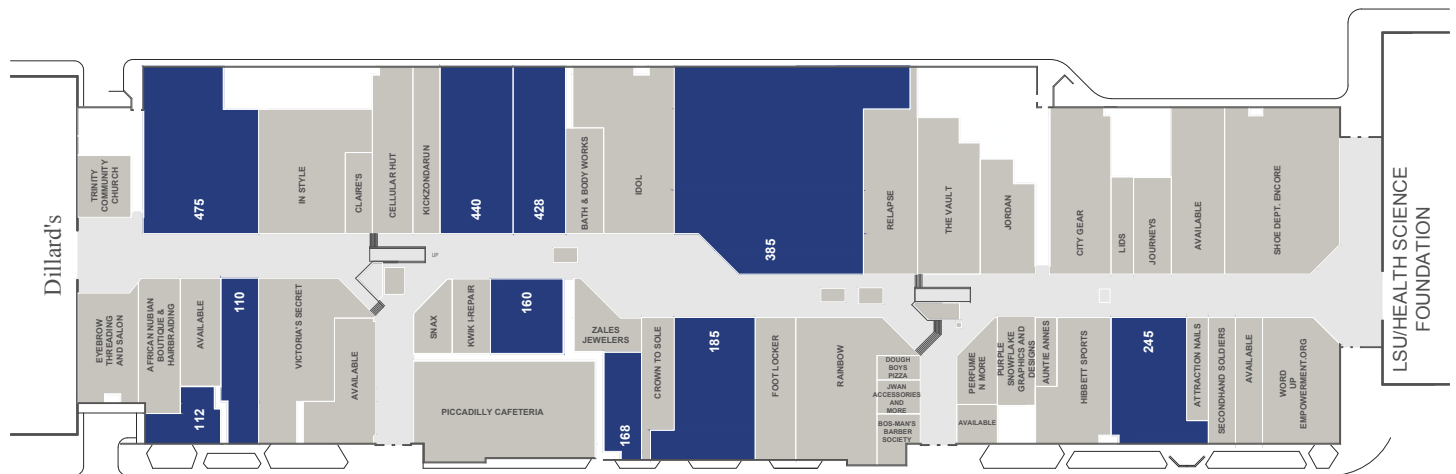 Dillard's
TRINITY
COMMUNITY
CHURCH
475
IN STYLE
CLAIRE'S
CELLULAR HUT
KICKZONDARUN
440
428
BATH & BODY WORKS
IDOL
385
RELAPSE
THE VAULT
JORDAN
CITY GEAR
LIDS
JOURNEYS
AVAILABLE
SHOE DEPT. ENCORE
LSU/HEALTH SCIENCE
FOUNDATION
UP
EYEBROW
THREADING
AND SALON
AFRICAN NUBIAN
BOUTIQUE &
HAIRBRAIDING
AVAILABLE
112
110
VICTORIA'S SECRET
AVAILABLE
SNAX
KWIK I-REPAIR
160
PICCADILLY CAFETERIA
ZALES
JEWELERS
168
CROWN TO SOLE
185
FOOT LOCKER
RAINBOW
DOUGH
BOYS
PIZZA
JWAN
ACCESSORIES
AND
MORE
BOS-MAN'S
BARBER
SOCIETY
PERFUME
N MORE
AVAILABLE
PURPLE
SNOWFLAKE
GRAPHICS AND
DESIGNS
AUNTIE ANNES
HIBBETT SPORTS
245
ATTRACTION NAILS
SECONDHAND SOLDIERS
AVAILABLE
WORD
UP
EMPOWERMENT.ORG